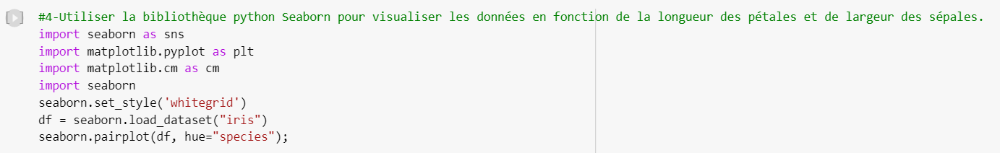 #4-Utiliser la bibliothèque python Seaborn pour visualiser les données en fonction de la longueur des pétales et de largeur des sépales.
import seaborn as sns
import matplotlib.pyplot as plt
import matplotlib.cm as cm
import seaborn
seaborn.set_style('whitegrid')
df = seaborn.load_dataset("iris")
seaborn.pairplot(df, hue="species");